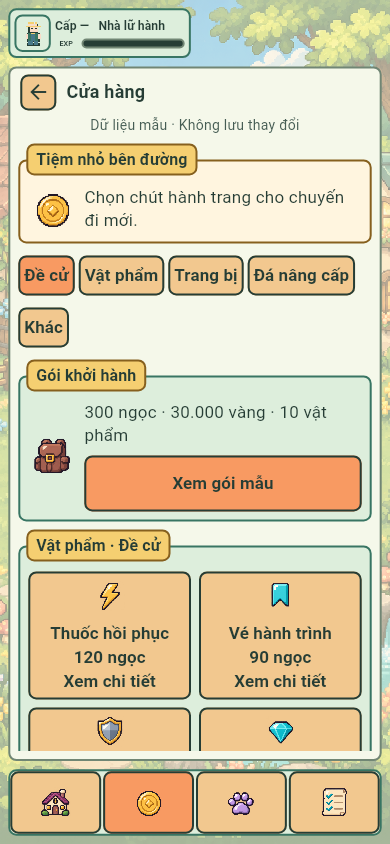 Cấp — Nhà lữ hành
EXP
Cửa hàng
Dữ liệu mẫu · Không lưu thay đổi
Tiệm nhỏ bên đường
Chọn chút hành trang cho chuyến
đi mới.
Đề cử Vật phẩm Trang bị Đá nâng cấp
Khác
Gói khởi hành
300 ngọc · 30.000 vàng · 10 vật
phẩm
Xem gói mẫu
Vật phẩm · Đề cử
Thuốc hồi phục
120 ngọc
Xem chi tiết
Vé hành trình
90 ngọc
Xem chi tiết